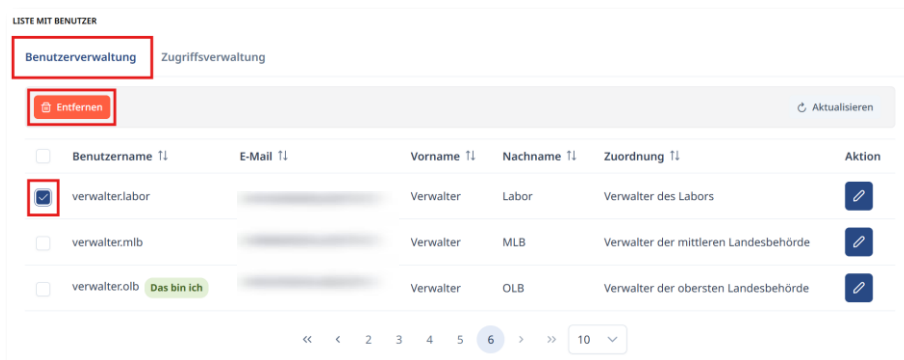 LISTE MIT BENUTZER
Benutzerverwaltung Zugriffsverwaltung
Entfernen Aktualisieren
Benutzername E-Mail Vorname Nachname Zuordnung Aktion
verwalter.labor Verwalter Labor Verwalter des Labors
verwalter.mlb Verwalter MLB Verwalter der mittleren Landesbehörde
verwalter.olb Das bin ich Verwalter OLB Verwalter der obersten Landesbehörde
« ‹ 2 3 4 5 6 › » 10